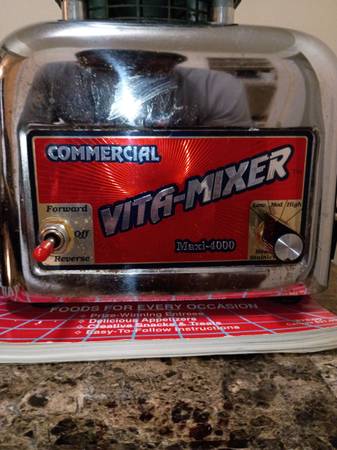 COMMERCIAL
VITA-MIXER
Maxi-4000
Forward
Off
Reverse
Low Med High
FOODS FOR EVERY OCCASION
Prize-Winning Entrees
Delicious Appetizers
Creative Snacks & Treats
Easy-To-Follow Instructions